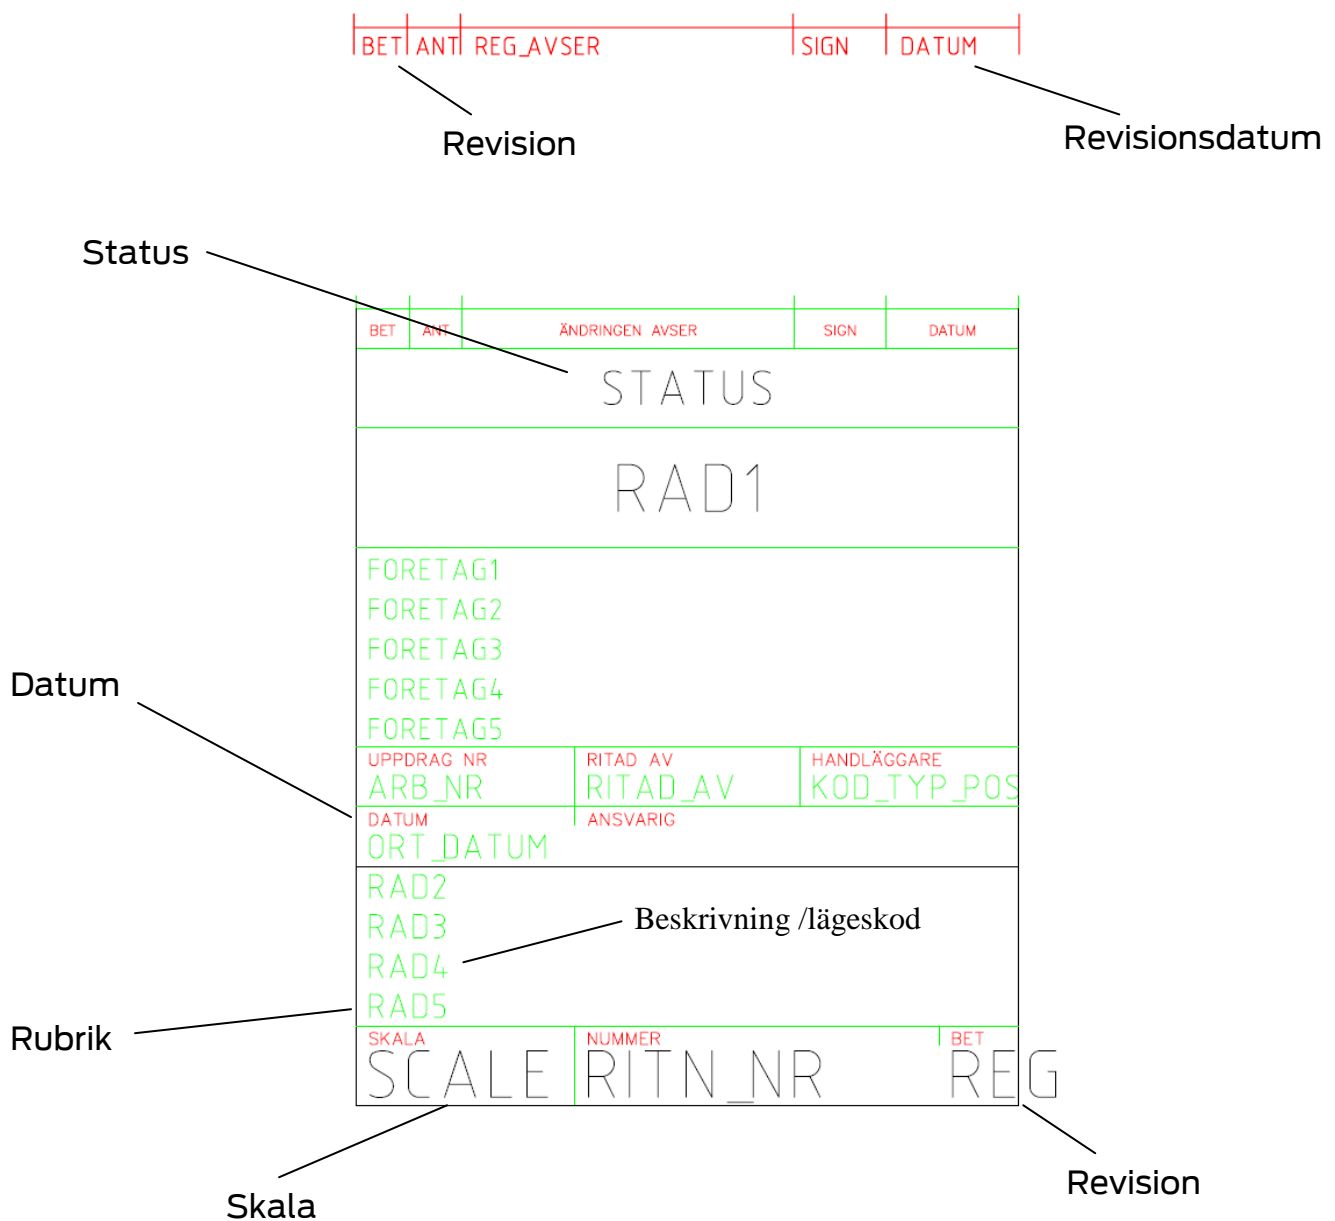 BET ANT REG_AVSER SIGN DATUM
Revision Revisionsdatum
Status
BET ANT ÄNDRINGEN AVSER SIGN DATUM
STATUS
RAD1
FORETAG1
FORETAG2
FORETAG3
FORETAG4
Datum
FORETAG5
UPPDRAG NR RITAD AV HANDLÄGGARE
ARB_NR RITAD_AV KOD_TYP_POS
DATUM ANSVARIG
ORT_DATUM
RAD2
RAD3 Beskrivning /lägeskod
RAD4
RAD5
Rubrik
SKALA NUMMER BET
SCALE RITN_NR REG
Revision
Skala